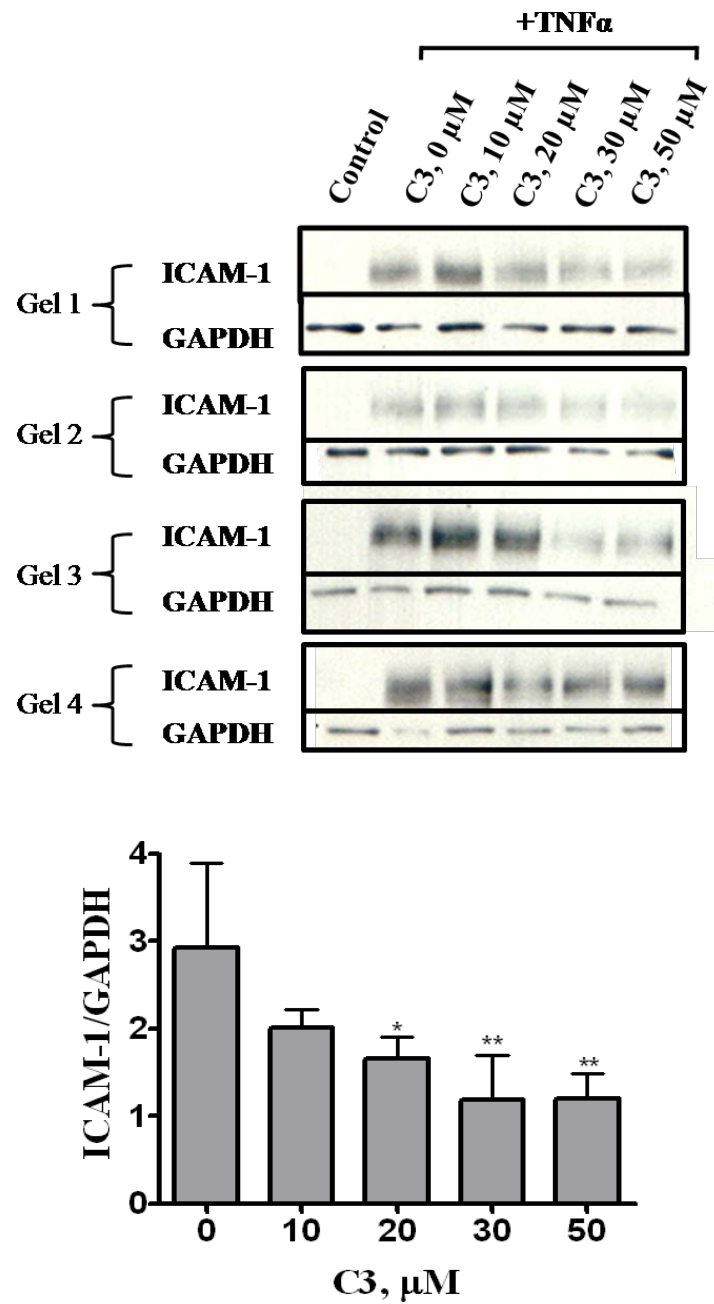 +TNFα
Control
C3, 0 µM
C3, 10 µM
C3, 20 µM
C3, 30 µM
C3, 50 µM
Gel 1
ICAM-1
GAPDH
Gel 2
ICAM-1
GAPDH
Gel 3
ICAM-1
GAPDH
Gel 4
ICAM-1
GAPDH
ICAM-1/GAPDH
4
3
2
1
0
*
**
**
0 10 20 30 50
C3, µM